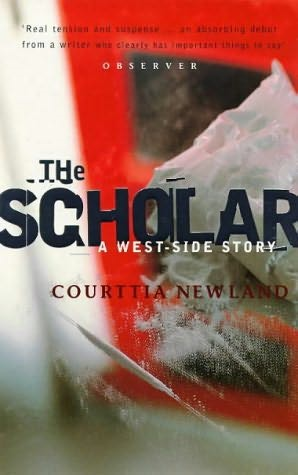 'Real tension and suspense ... an absorbing debut
from a writer who clearly has important things to say'
OBSERVER
THe
SCHOLAR
A WEST-SIDE STORY
COURTTIA NEWLAND